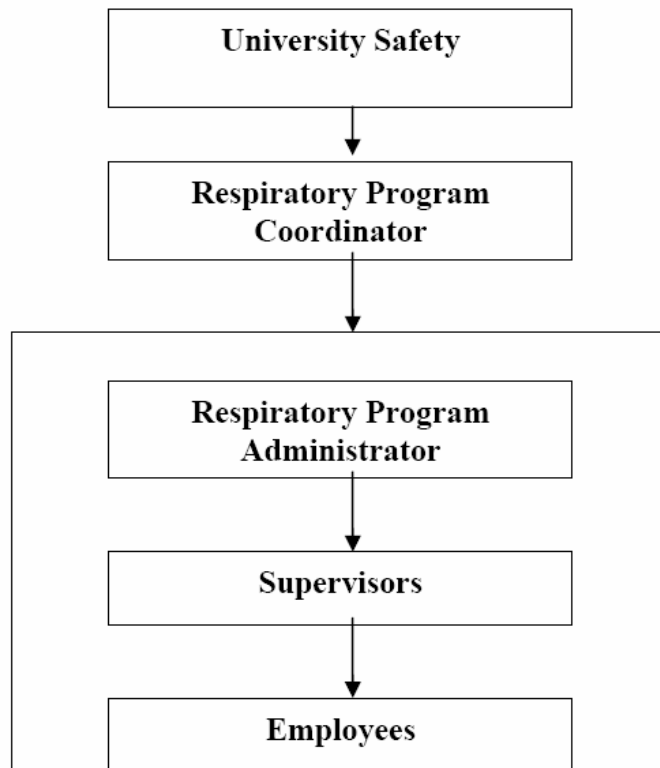 University Safety
Respiratory Program
Coordinator
Respiratory Program
Administrator
Supervisors
Employees